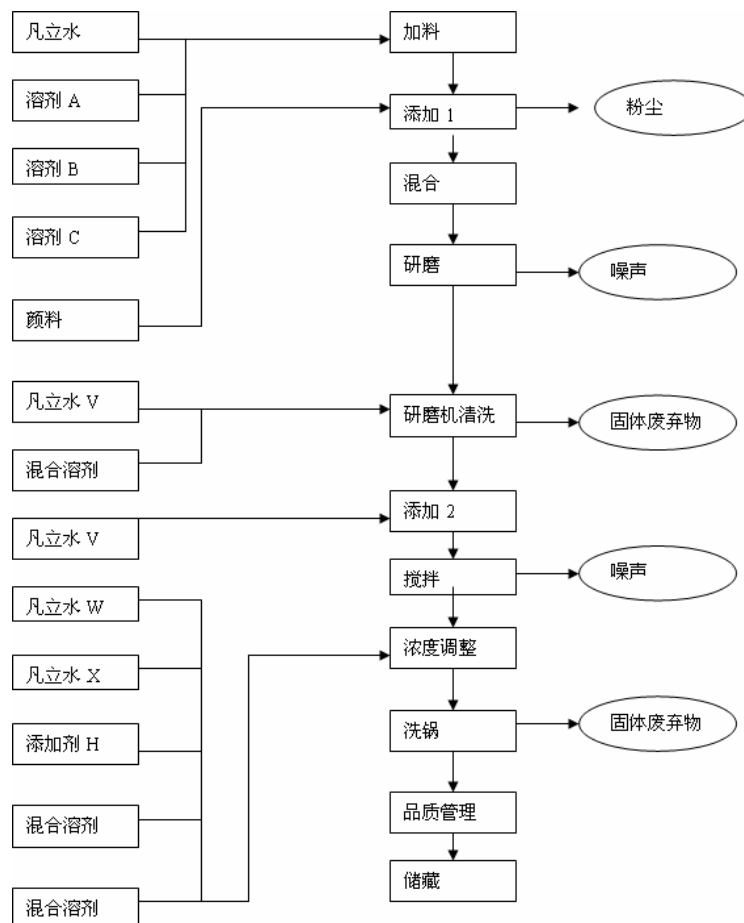 凡立水
加料
溶剂 A
添加 1
粉尘
溶剂 B
混合
溶剂 C
研磨
噪声
颜料
凡立水 V
研磨机清洗
固体废弃物
混合溶剂
添加 2
凡立水 V
搅拌
噪声
凡立水 W
浓度调整
凡立水 X
添加剂 H
洗锅
固体废弃物
混合溶剂
品质管理
储藏
混合溶剂